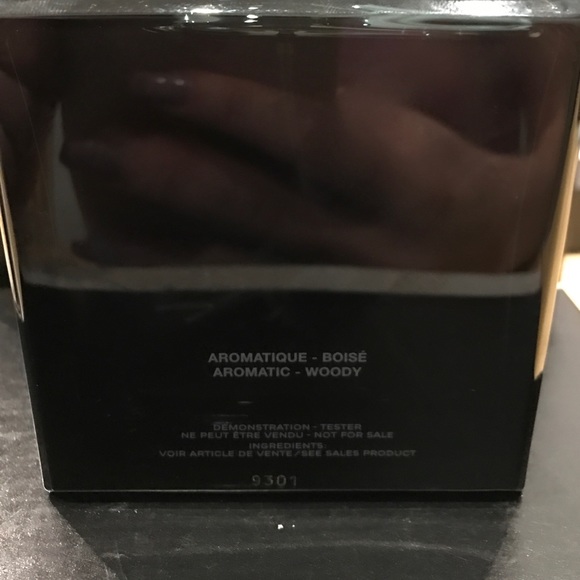 AROMATIQUE - BOISÉ
AROMATIC - WOODY
DÉMONSTRATION - TESTER
NE PEUT ÊTRE VENDU - NOT FOR SALE
INGREDIENTS:
VOIR ARTICLE DE VENTE/SEE SALES PRODUCT
9301